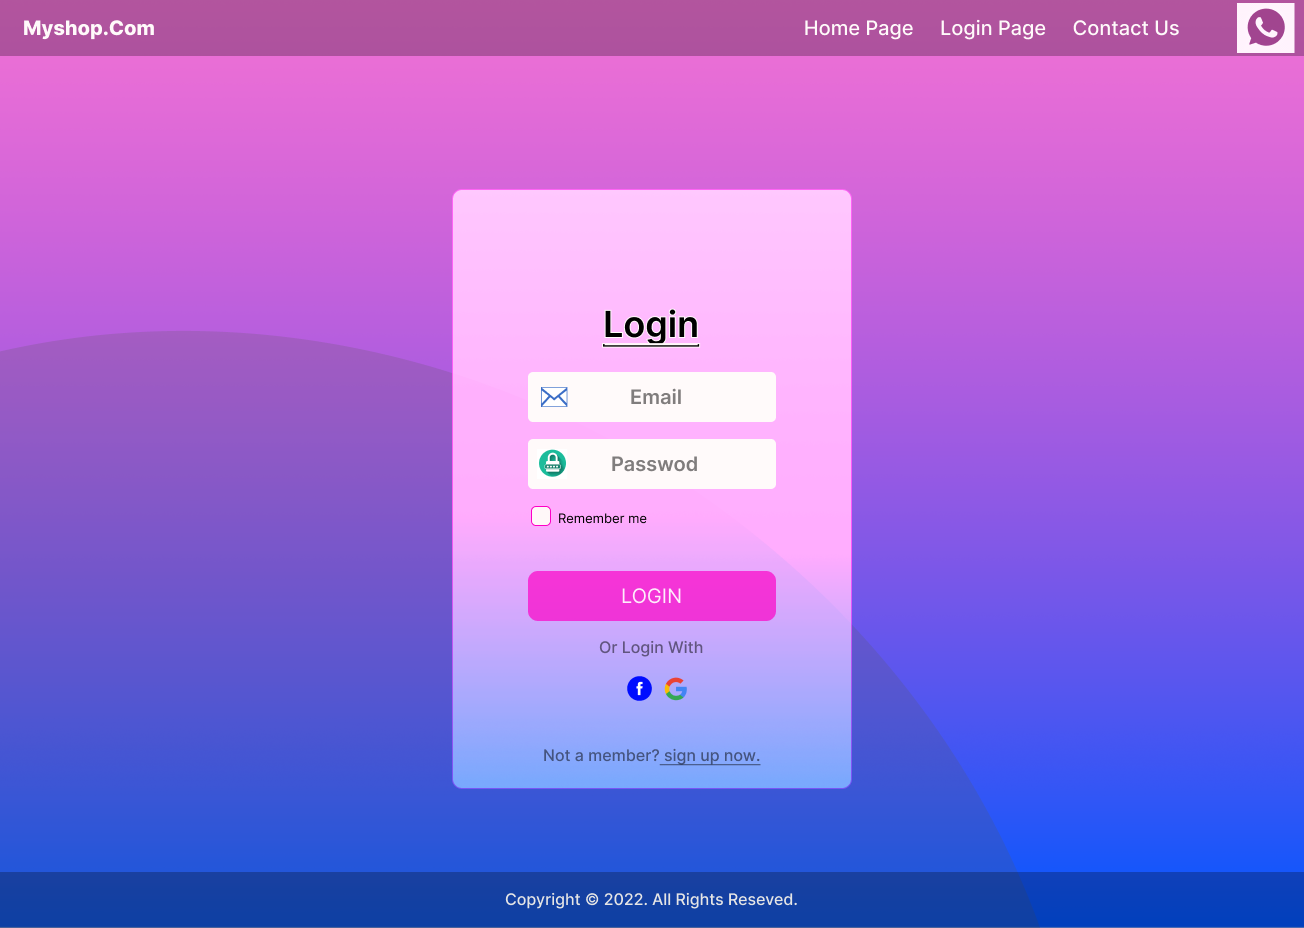 Myshop.Com
Home Page Login Page Contact Us
Login
Email
Passwod
Remember me
LOGIN
Or Login With
Not a member? sign up now.
Copyright © 2022. All Rights Reseved.